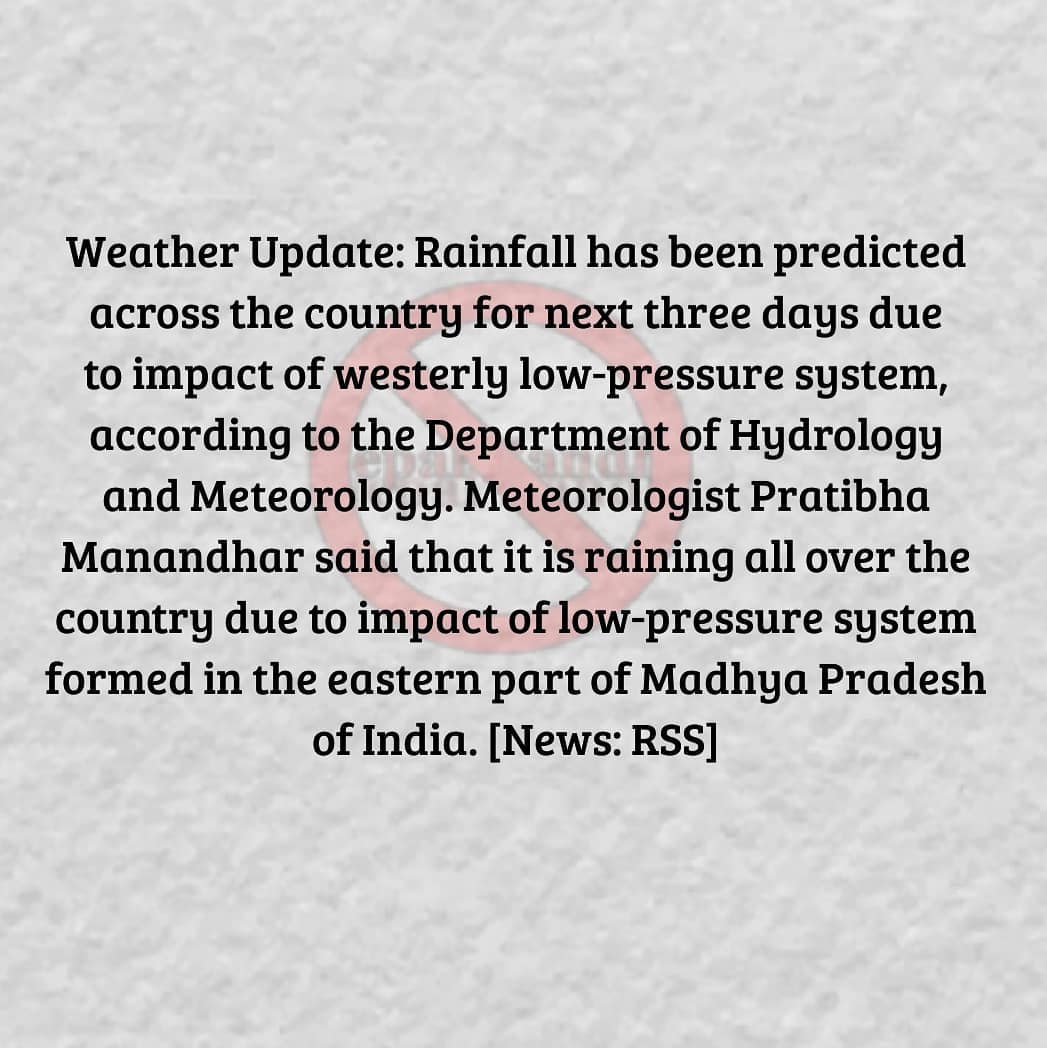 Weather Update: Rainfall has been predicted
across the country for next three days due
to impact of westerly low-pressure system,
according to the Department of Hydrology
and Meteorology. Meteorologist Pratibha
Manandhar said that it is raining all over the
country due to impact of low-pressure system
formed in the eastern part of Madhya Pradesh
of India. [News: RSS]